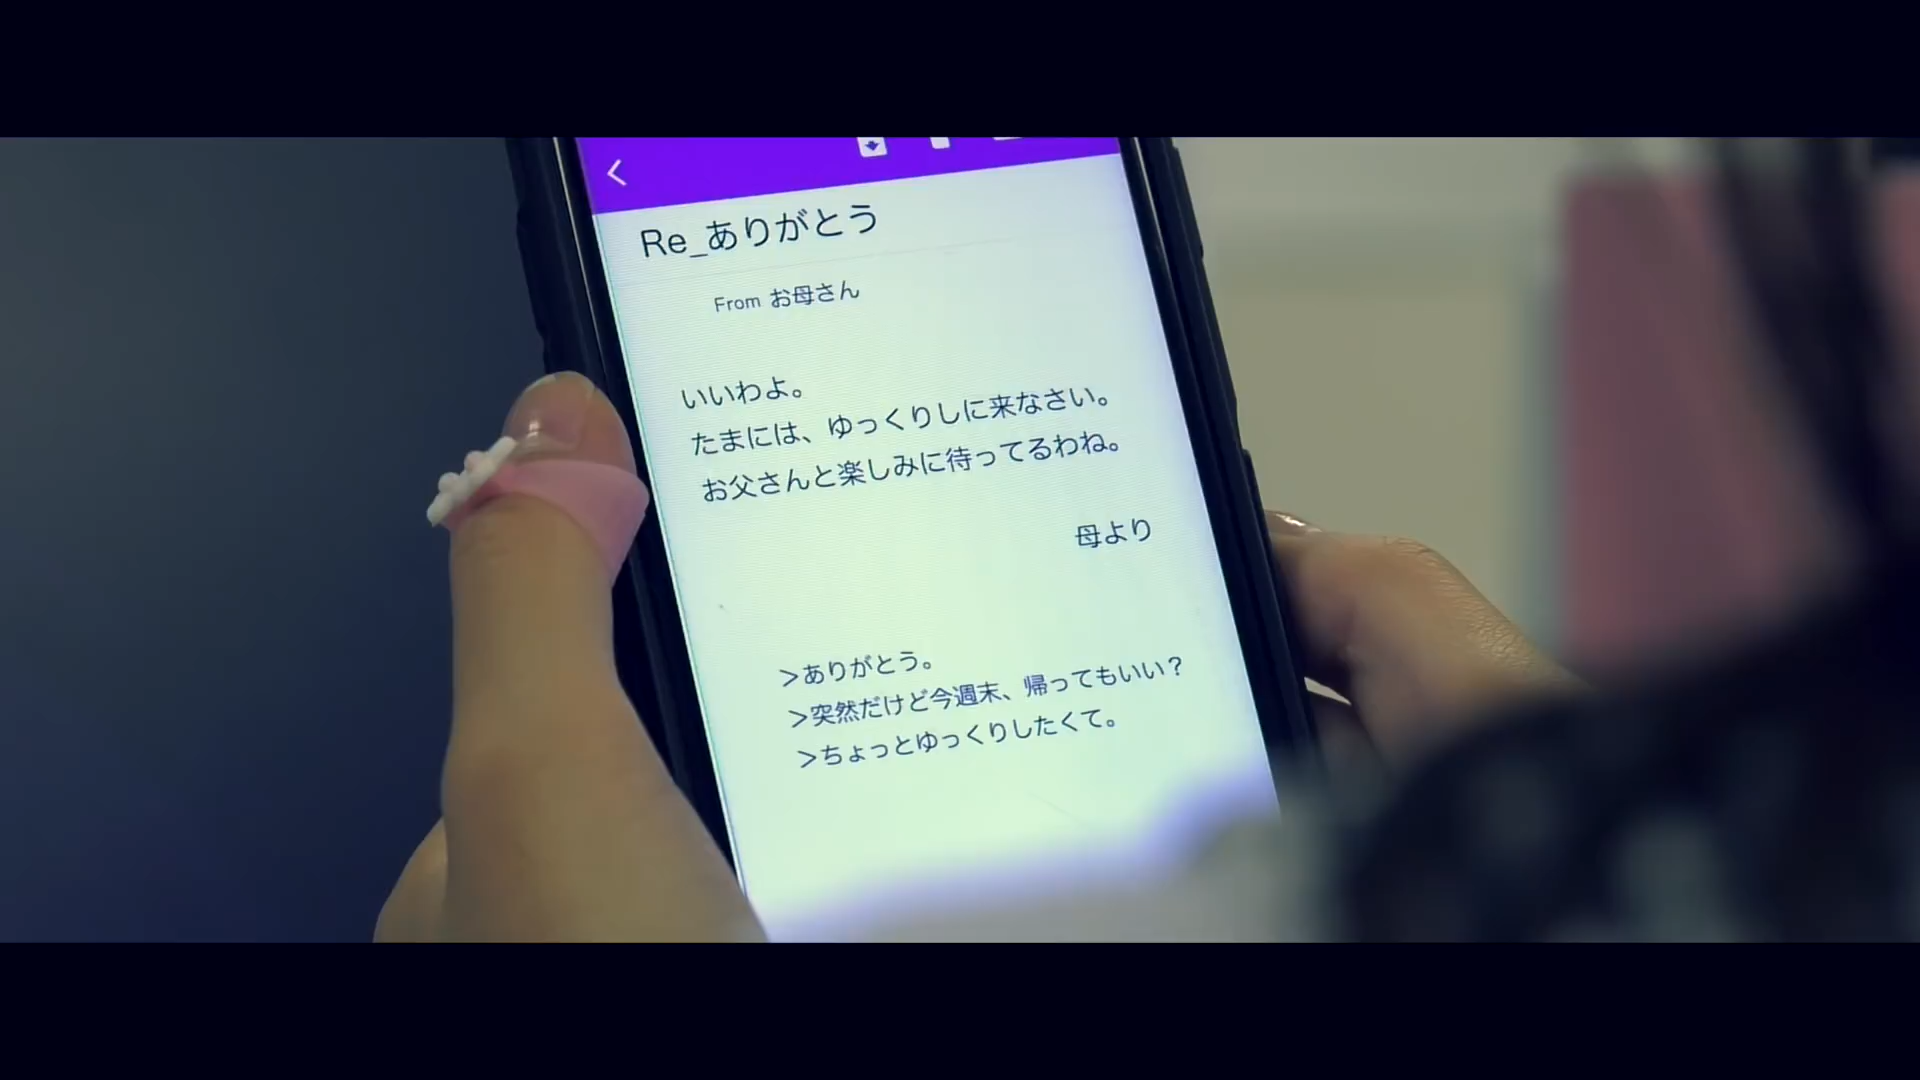 Re_ありがとう
From お母さん
いいわよ。
たまには、ゆっくりしに来なさい。
お父さんと楽しみに待ってるわね。
母より
>ありがとう。
>突然だけど今週末、帰ってもいい？
>ちょっとゆっくりしたくて。